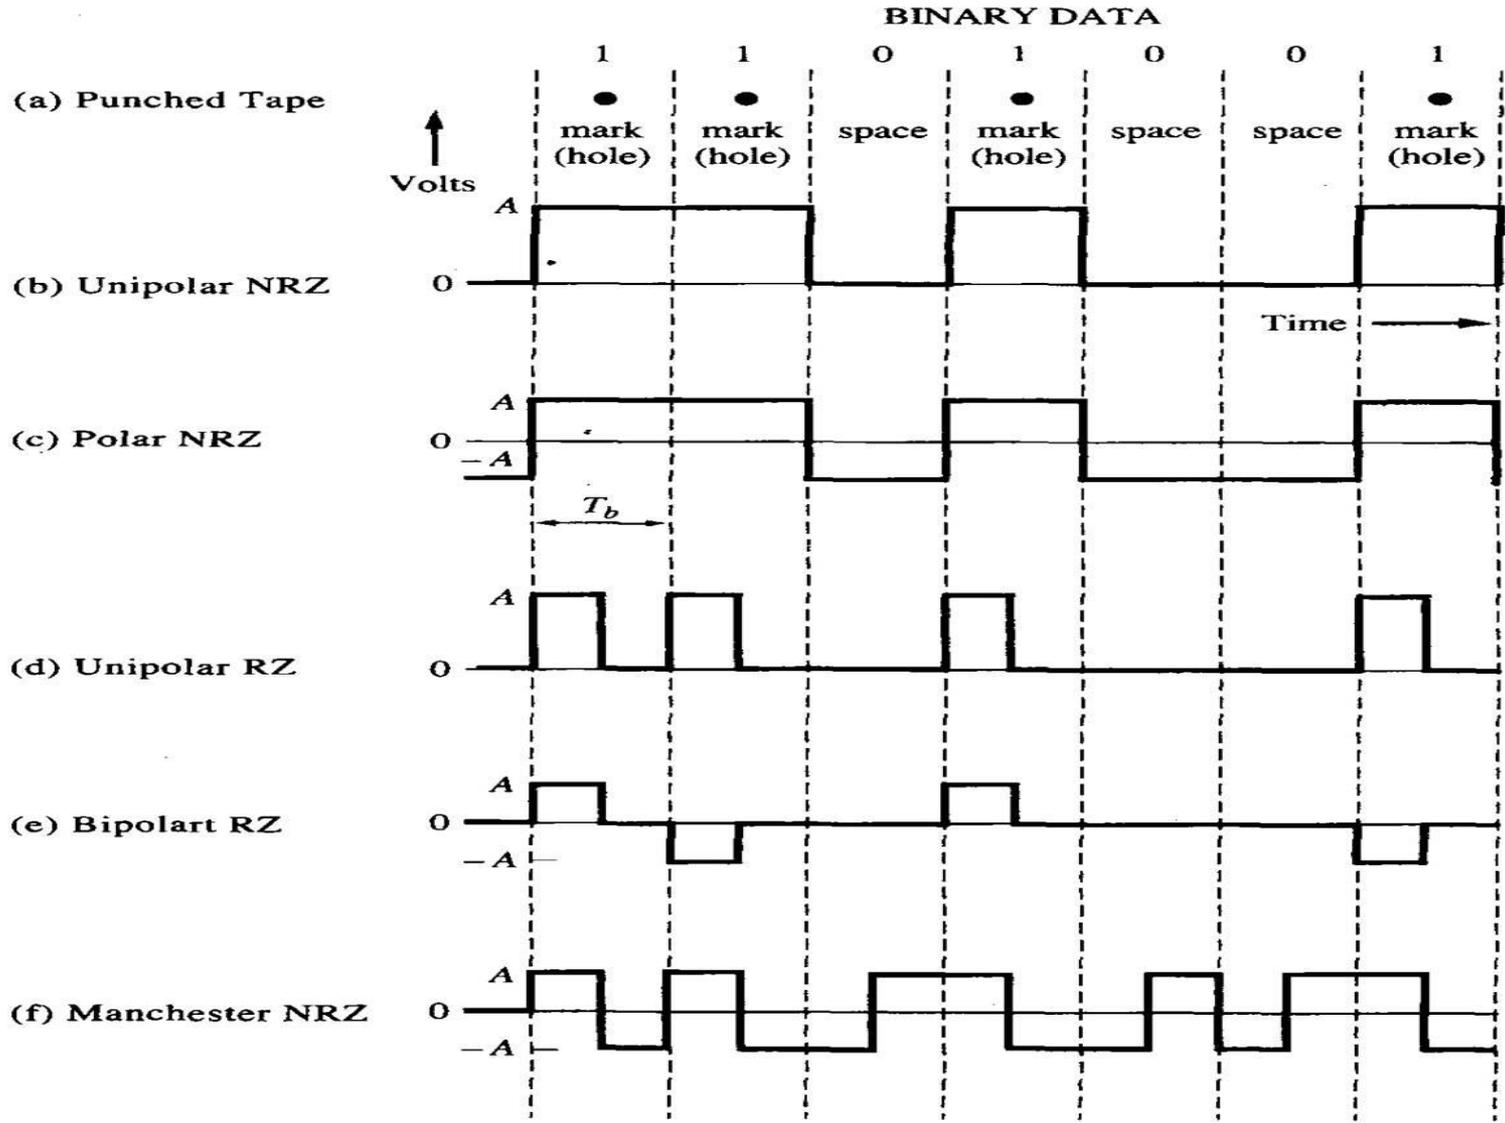 BINARY DATA
1 1 0 1 0 0 1
(a) Punched Tape
mark mark space mark space space mark
(hole) (hole) (hole) (hole)
Volts
A
(b) Unipolar NRZ 0
Time
A
(c) Polar NRZ 0
−A
T_b
A
(d) Unipolar RZ 0
A
(e) Bipolart RZ 0
−A
A
(f) Manchester NRZ 0
−A